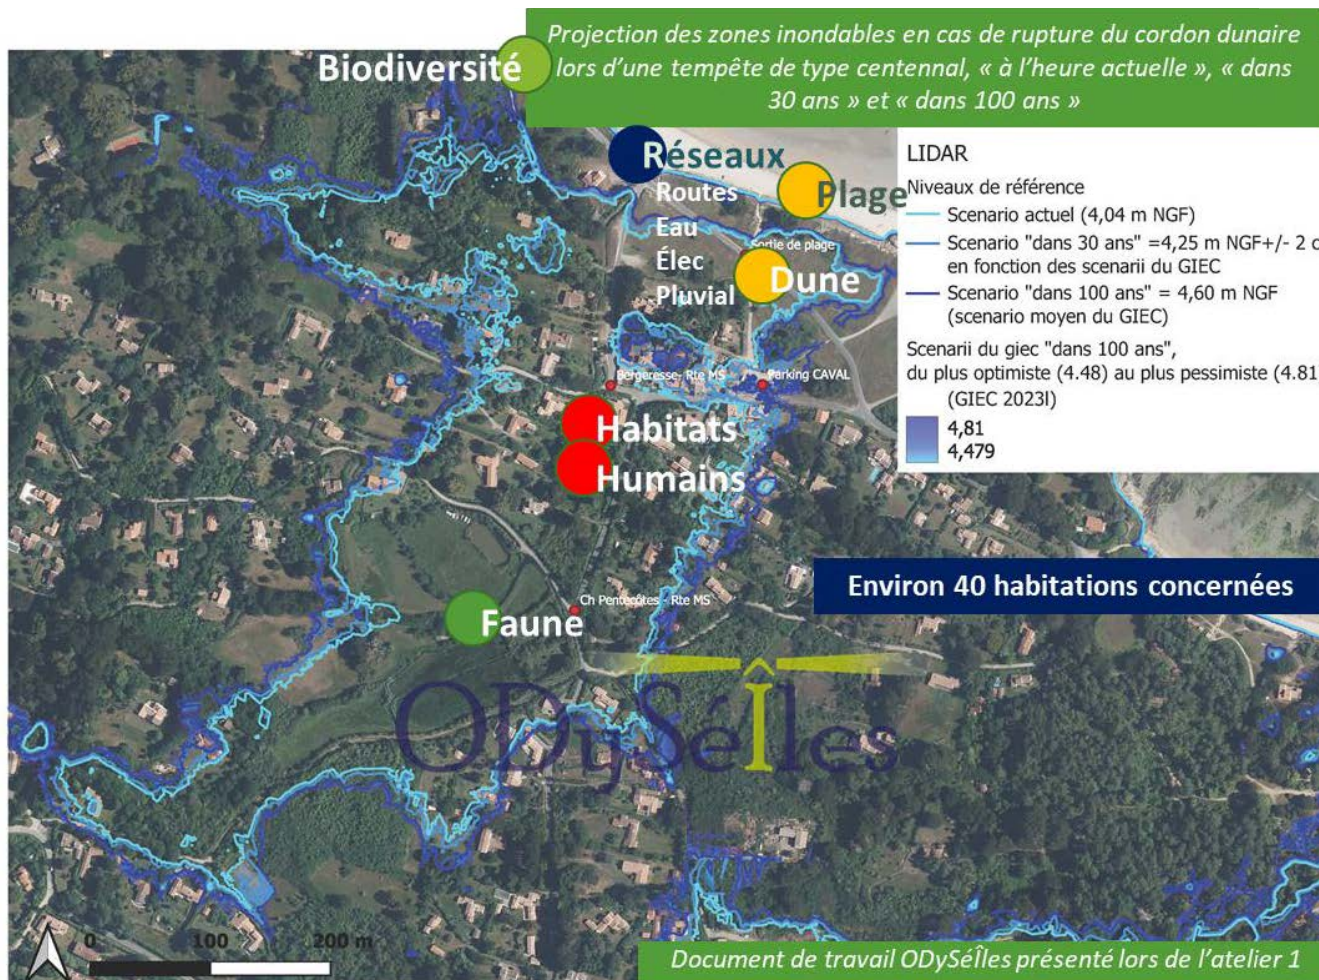 Projection des zones inondables en cas de rupture du cordon dunaire
lors d’une tempête de type centennal, « à l’heure actuelle », « dans
30 ans » et « dans 100 ans »
Biodiversité
Réseaux
Routes
Eau
Élec
Pluvial
Plage
Sortie de plage
Dune
LIDAR
Niveaux de référence
Scenario actuel (4,04 m NGF)
Scenario "dans 30 ans" =4,25 m NGF+/- 2 c
en fonction des scenarii du GIEC
Scenario "dans 100 ans" = 4,60 m NGF
(scenario moyen du GIEC)
Scenarii du giec "dans 100 ans",
du plus optimiste (4.48) au plus pessimiste (4.81
(GIEC 2023l)
4,81
4,479
Bergeresse- Rte MS
Parking CAVAL
Habitats
Humains
Environ 40 habitations concernées
Ch Pentecôtes - Rte MS
Faune
ODySéÎles
0 100 200 m
Document de travail ODySéÎles présenté lors de l’atelier 1